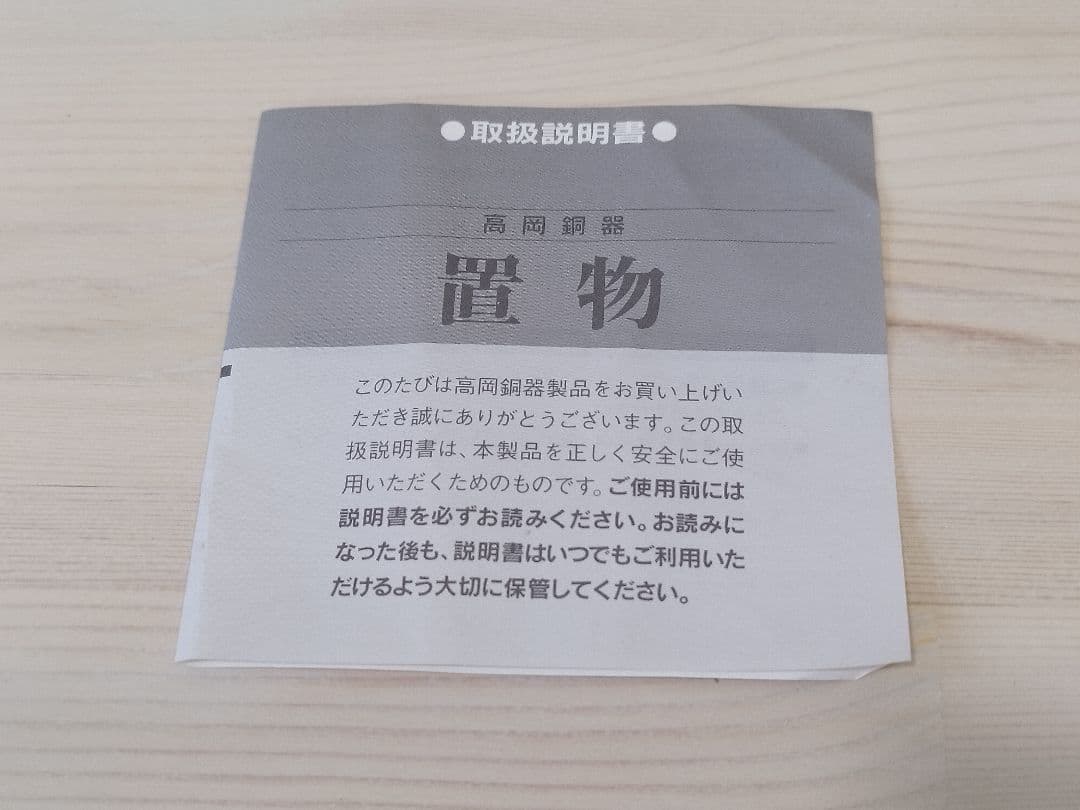 ●取扱説明書●
高岡銅器
置物
このたびは高岡銅器製品をお買い上げい
ただき誠にありがとうございます。この取
扱説明書は、本製品を正しく安全にご使
用いただくためのものです。ご使用前には
説明書を必ずお読みください。お読みに
なった後も、説明書はいつでもご利用いた
だけるよう大切に保管してください。